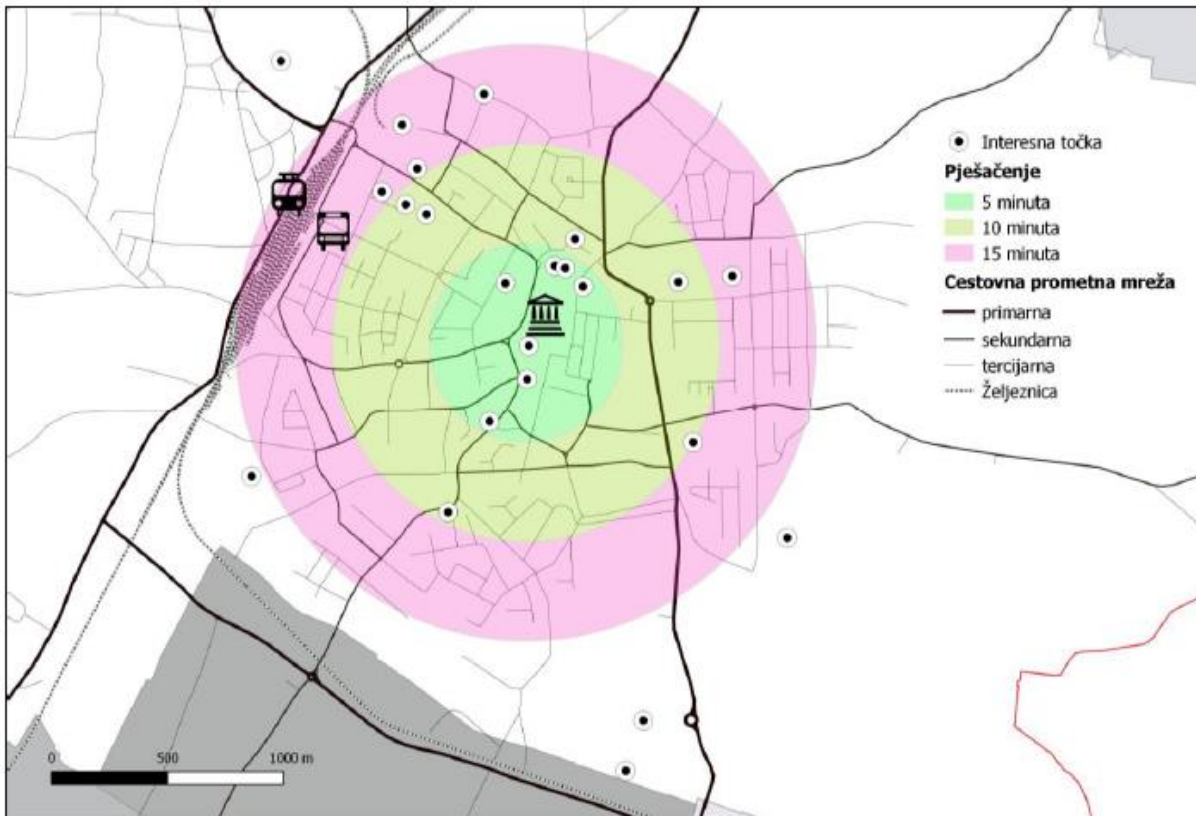 Interesna točka
Pješačenje
5 minuta
10 minuta
15 minuta
Cestovna prometna mreža
primarna
sekundarna
tercijarna
Željeznica
0 500 1000 m